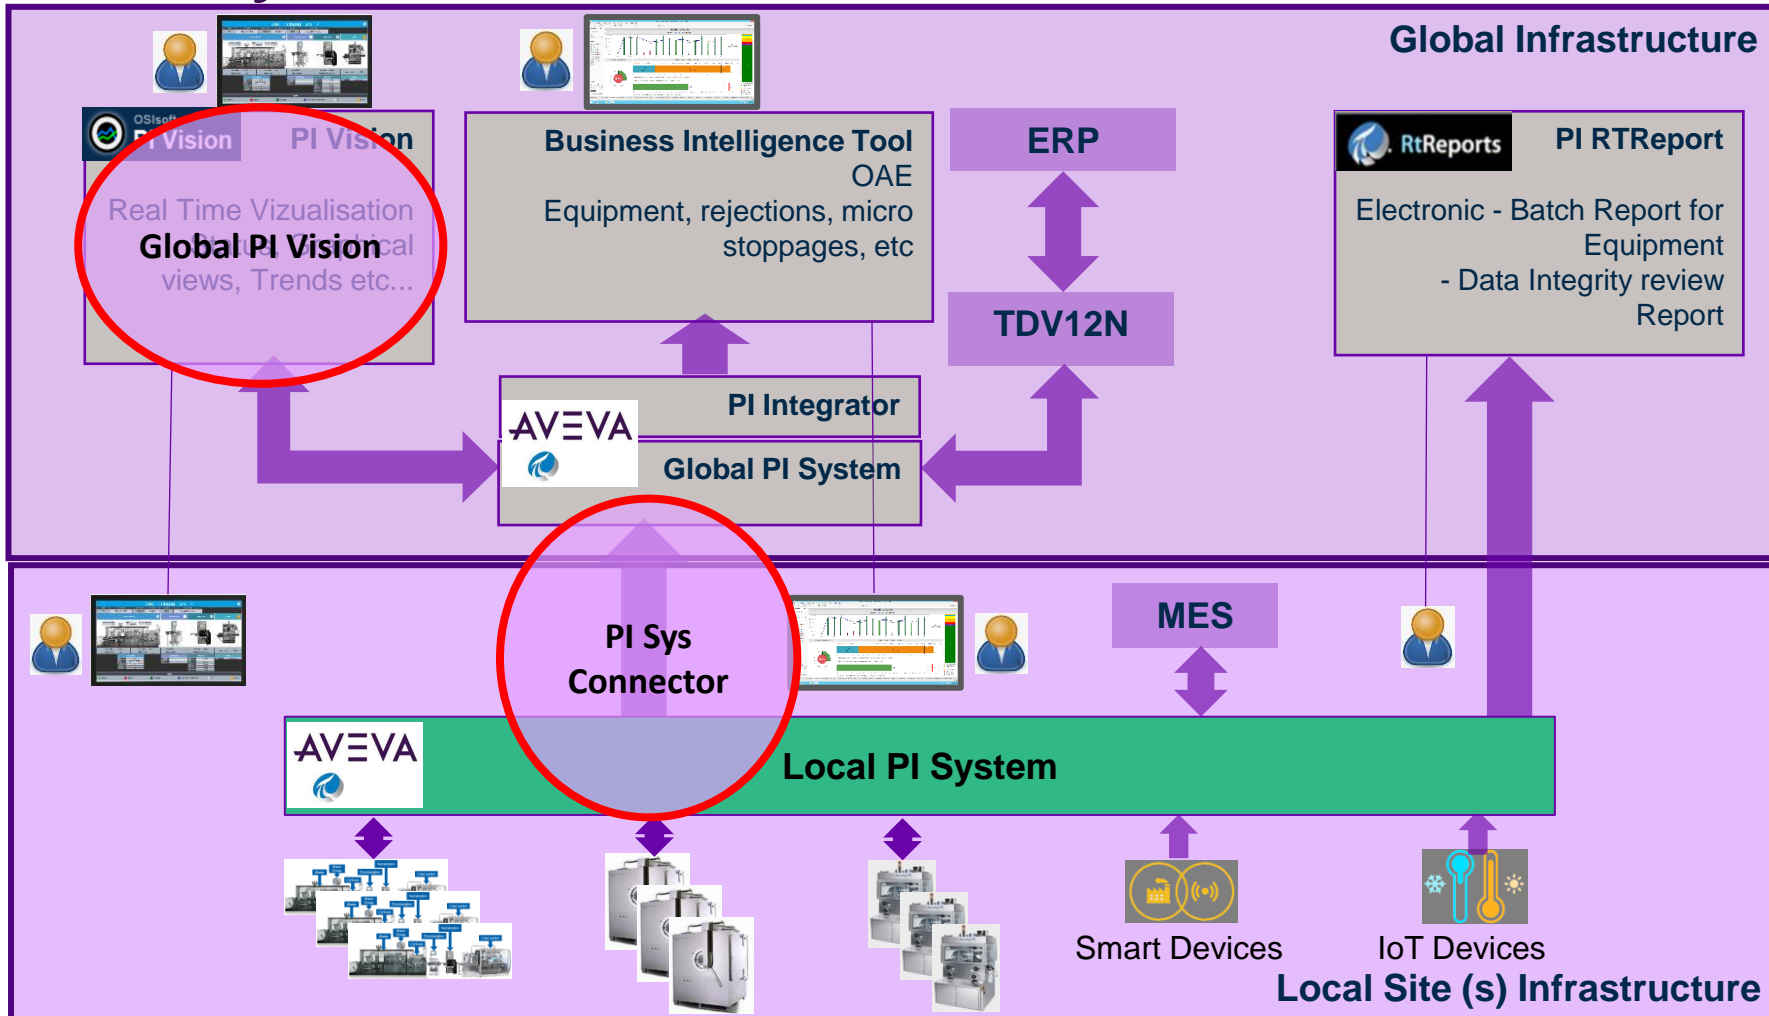 Global Infrastructure
OSIsoft
PI Vision
PI Vision
Real Time Vizualisation
Status, Graphical
views, Trends etc...
Global PI Vision
Business Intelligence Tool
OAE
Equipment, rejections, micro
stoppages, etc
ERP
TDV12N
RtReports
PI RTReport
Electronic - Batch Report for
Equipment
- Data Integrity review
Report
PI Integrator
AVEVA
Global PI System
PI Sys
Connector
MES
AVEVA
Local PI System
Smart Devices
IoT Devices
Local Site (s) Infrastructure